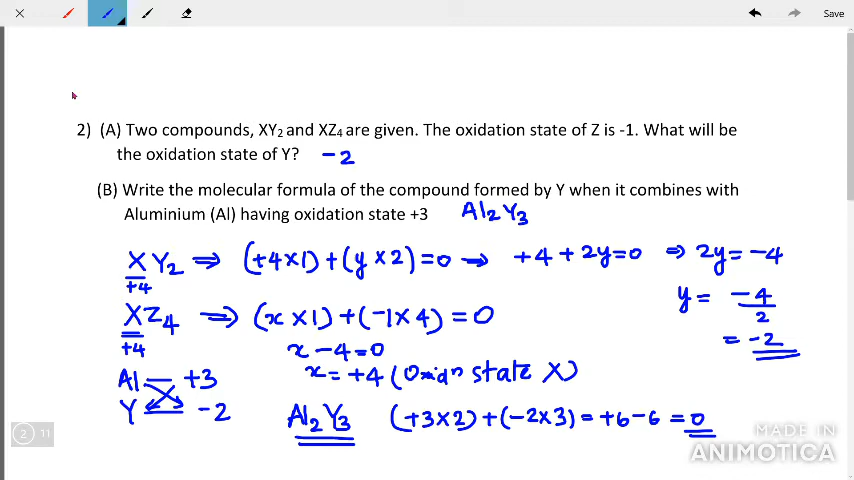 Save
2) (A) Two compounds, XY₂ and XZ₄ are given. The oxidation state of Z is -1. What will be
the oxidation state of Y? -2
(B) Write the molecular formula of the compound formed by Y when it combines with
Aluminium (Al) having oxidation state +3 Al₂Y₃
XY₂ ⇒ (+4×1)+(y×2)=0 → +4+2y=0 ⇒ 2y=-4
+4
y = -4/2
= -2
XZ₄ ⇒ (x×1)+(-1×4)=0
+4
x-4=0
x=+4 (Oxidn state X)
Al +3
Y -2
Al₂Y₃ (+3×2)+(-2×3)=+6-6=0
2 11
MADE IN
ANIMOTICA